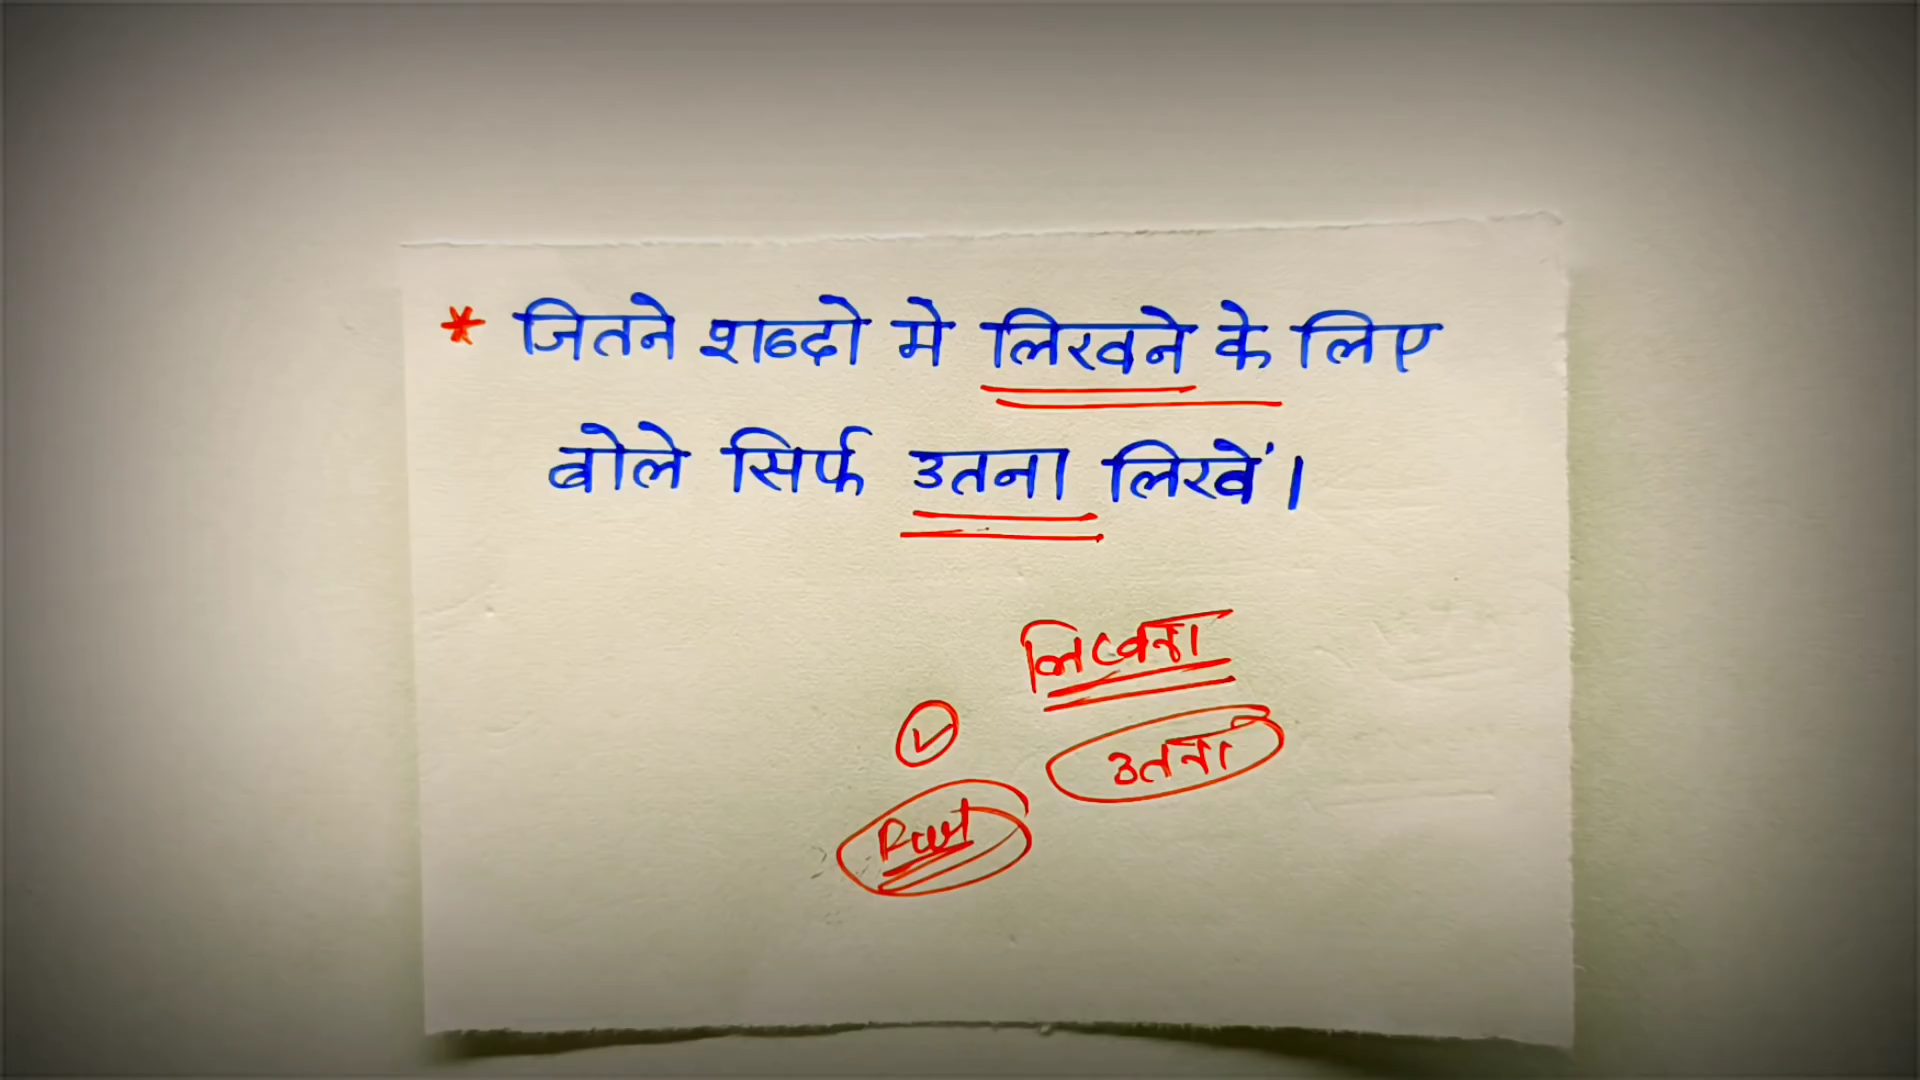 * जितने शब्दो मे लिखने के लिए
बोले सिर्फ उतना लिखें।
लिखना
उतना